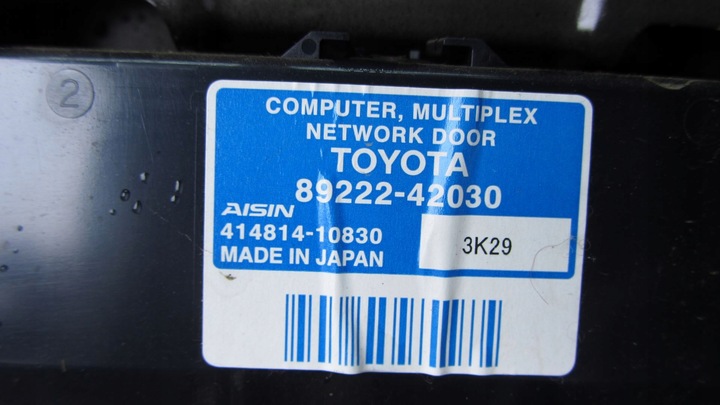 2
COMPUTER, MULTIPLEX
NETWORK DOOR
TOYOTA
89222-42030
AISIN
414814-10830
MADE IN JAPAN
3K29